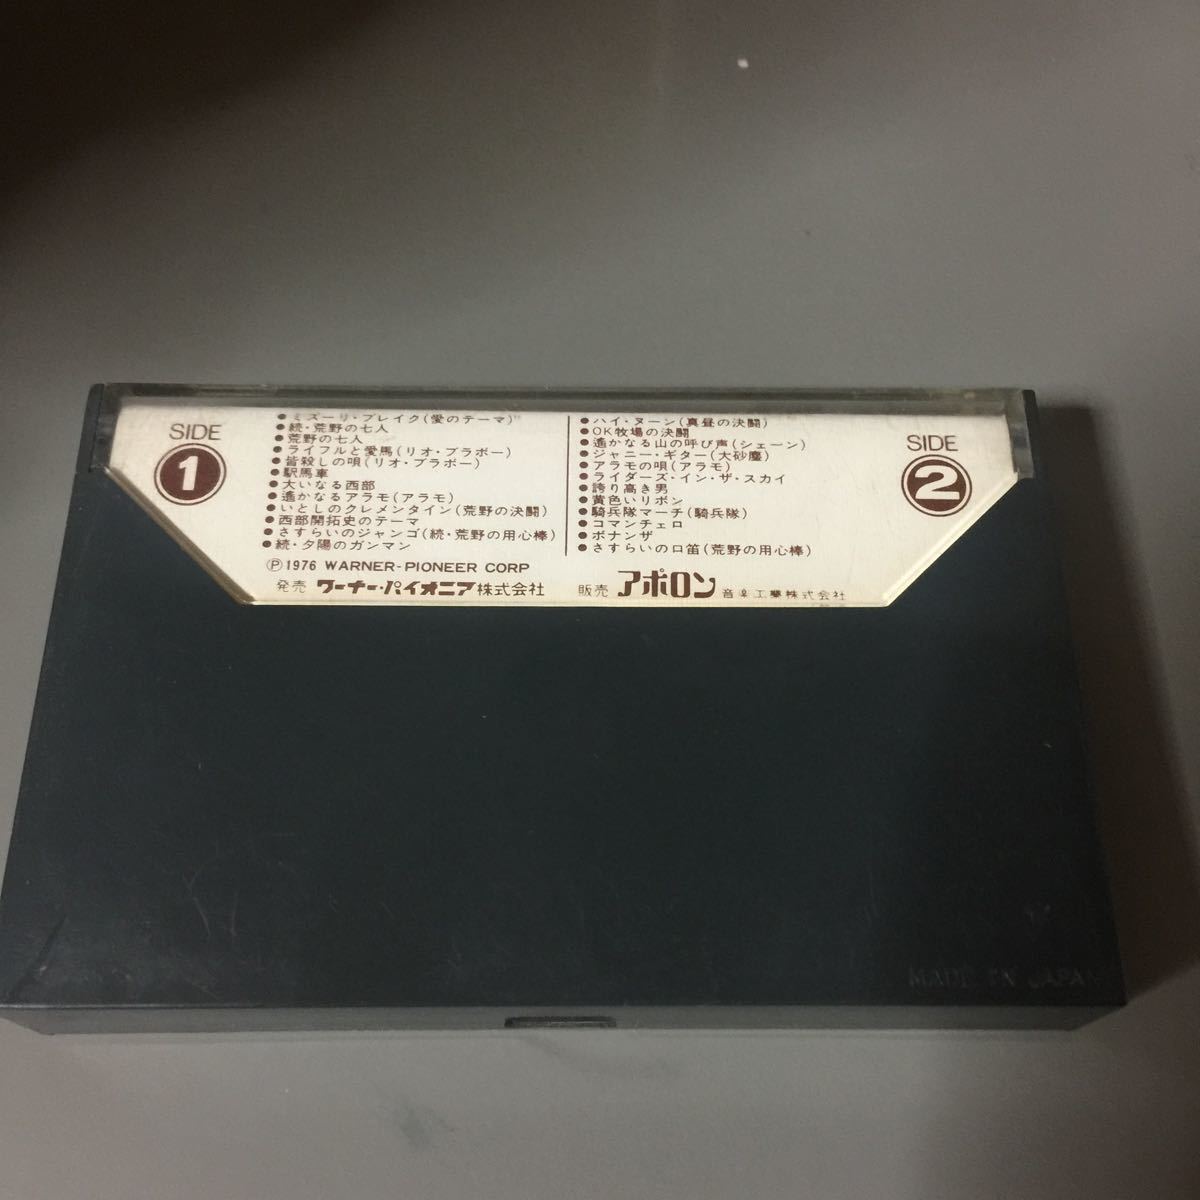 SIDE
1
● ミズーリ・ブレイク(愛のテーマ)"
● 続・荒野の七人
● 荒野の七人
● ライフルと愛馬(リオ・ブラボー)
● 皆殺しの唄(リオ・ブラボー)
● 駅馬車
● 大いなる西部
● 遙かなるアラモ(アラモ)
● いとしのクレメンタイン(荒野の決闘)
● 西部開拓史のテーマ
● さすらいのジャンゴ(続・荒野の用心棒)
● 続・夕陽のガンマン
● ハイ・ヌーン(真昼の決闘)
● OK牧場の決闘
● 遙かなる山の呼び声(シェーン)
● ジャニー・ギター(大砂塵)
● アラモの唄(アラモ)
● ライダーズ・イン・ザ・スカイ
● 誇り高き男
● 黄色いリボン
● 騎兵隊マーチ(騎兵隊)
● コマンチェロ
● ボナンザ
● さすらいの口笛(荒野の用心棒)
SIDE
2
Ⓟ1976 WARNER-PIONEER CORP
発売 ワーナー・パイオニア株式会社 販売 アポロン音楽工業株式会社
MADE IN JAPAN